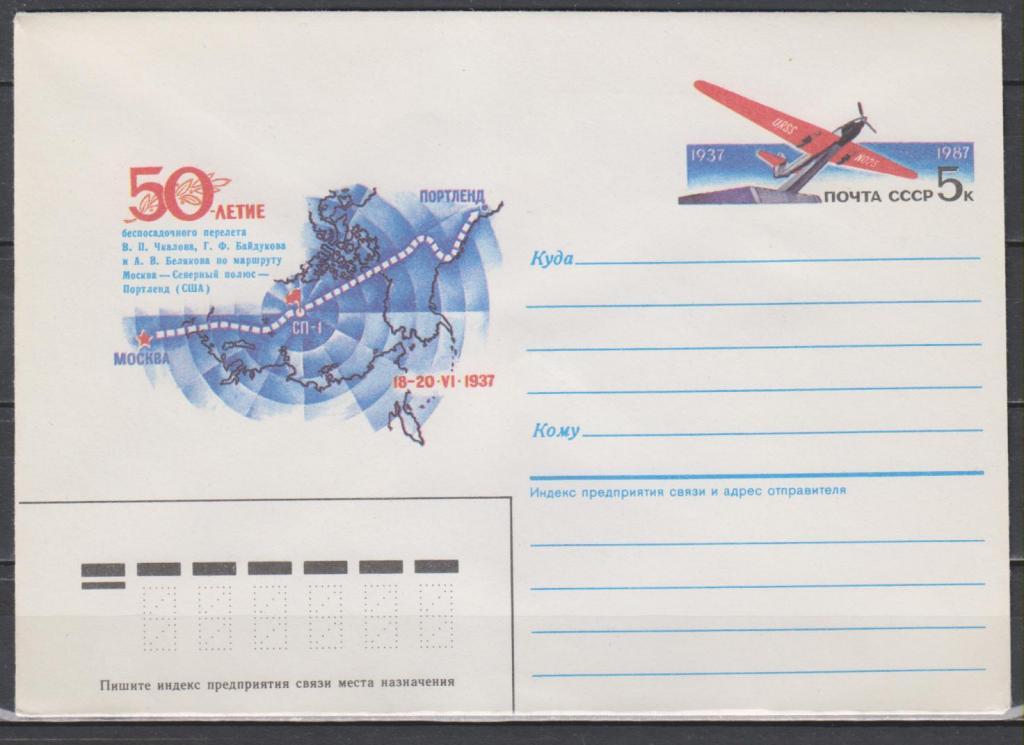 URSS
NOO25
1937
1987
ПОЧТА СССР 5к
50-ЛЕТИЕ
беспосадочного перелета
В. П. Чкалова, Г. Ф. Байдукова
и А. В. Белякова по маршруту
Москва — Северный полюс —
Портленд (США)
ПОРТЛЕНД
СП-1
МОСКВА
18-20·VI·1937
Куда
Кому
Индекс предприятия связи и адрес отправителя
Пишите индекс предприятия связи места назначения